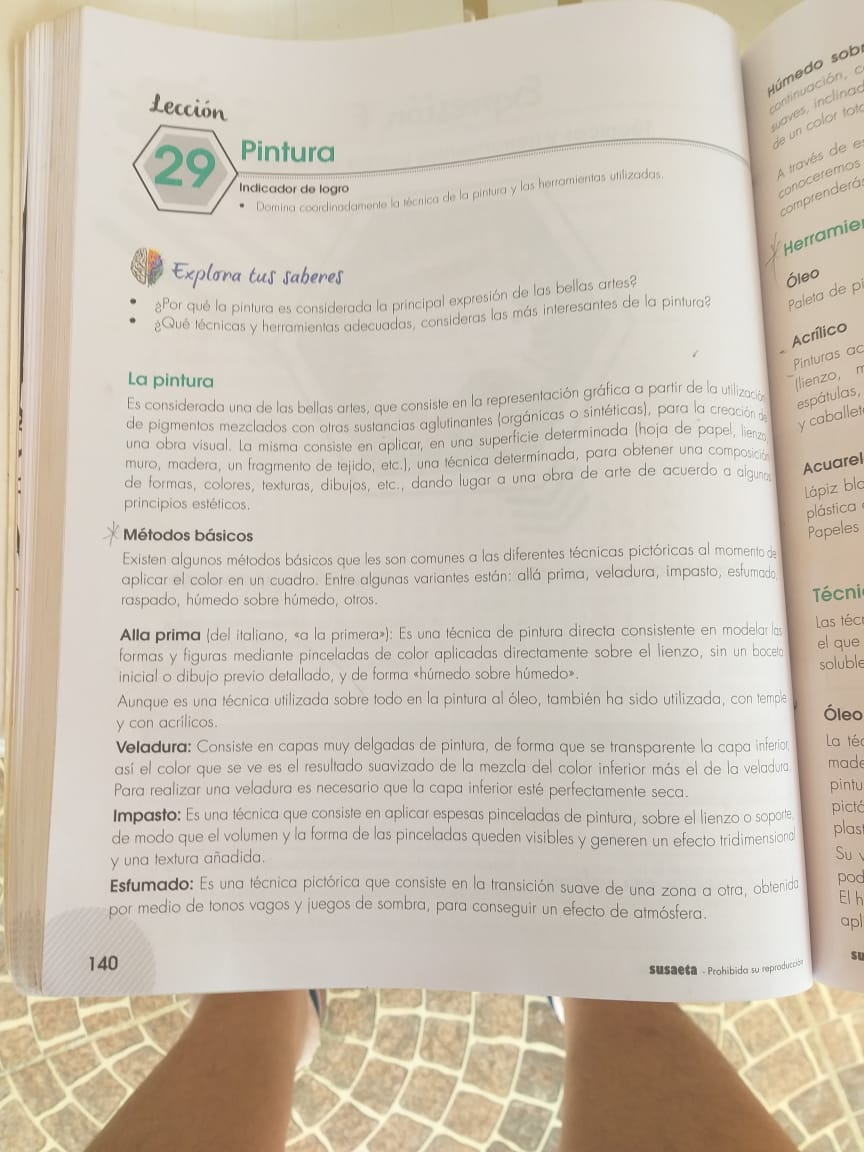 Lección
29 Pintura
Indicador de logro
• Domina coordinadamente la técnica de la pintura y las herramientas utilizadas.
Explora tus saberes
• ¿Por qué la pintura es considerada la principal expresión de las bellas artes?
• ¿Qué técnicas y herramientas adecuadas, consideras las más interesantes de la pintura?
La pintura
Es considerada una de las bellas artes, que consiste en la representación gráfica a partir de la utilización
de pigmentos mezclados con otras sustancias aglutinantes (orgánicas o sintéticas), para la creación de
una obra visual. La misma consiste en aplicar, en una superficie determinada (hoja de papel, lienzo,
muro, madera, un fragmento de tejido, etc.), una técnica determinada, para obtener una composición
de formas, colores, texturas, dibujos, etc., dando lugar a una obra de arte de acuerdo a algunos
principios estéticos.
Métodos básicos
Existen algunos métodos básicos que les son comunes a las diferentes técnicas pictóricas al momento de
aplicar el color en un cuadro. Entre algunas variantes están: allá prima, veladura, impasto, esfumado,
raspado, húmedo sobre húmedo, otros.
Alla prima (del italiano, «a la primera»): Es una técnica de pintura directa consistente en modelar las
formas y figuras mediante pinceladas de color aplicadas directamente sobre el lienzo, sin un boceto
inicial o dibujo previo detallado, y de forma «húmedo sobre húmedo».
Aunque es una técnica utilizada sobre todo en la pintura al óleo, también ha sido utilizada, con temple
y con acrílicos.
Veladura: Consiste en capas muy delgadas de pintura, de forma que se transparente la capa inferior,
así el color que se ve es el resultado suavizado de la mezcla del color inferior más el de la veladura.
Para realizar una veladura es necesario que la capa inferior esté perfectamente seca.
Impasto: Es una técnica que consiste en aplicar espesas pinceladas de pintura, sobre el lienzo o soporte,
de modo que el volumen y la forma de las pinceladas queden visibles y generen un efecto tridimensional
y una textura añadida.
Esfumado: Es una técnica pictórica que consiste en la transición suave de una zona a otra, obtenida
por medio de tonos vagos y juegos de sombra, para conseguir un efecto de atmósfera.
140
susaeta - Prohibida su reproducción
Húmedo
continuación,
suaves,
de un color
A través de
conoceremos
Óleo
Paleta de
Acrílico
Pinturas
(lienzo,
espátulas,
y
Lápiz
plástica
Papeles
Las
el que
Óleo
La
Su
El